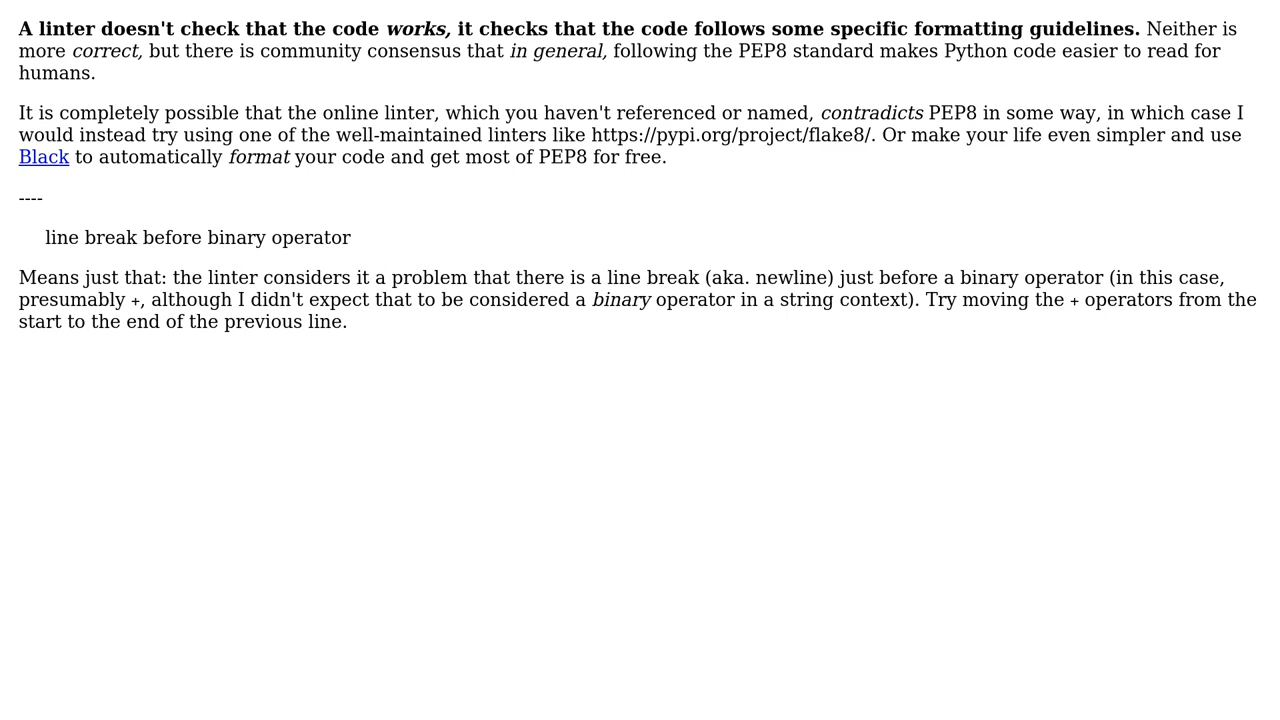 A linter doesn't check that the code works, it checks that the code follows some specific formatting guidelines. Neither is
more correct, but there is community consensus that in general, following the PEP8 standard makes Python code easier to read for
humans.
It is completely possible that the online linter, which you haven't referenced or named, contradicts PEP8 in some way, in which case I
would instead try using one of the well-maintained linters like https://pypi.org/project/flake8/. Or make your life even simpler and use
Black to automatically format your code and get most of PEP8 for free.
----
line break before binary operator
Means just that: the linter considers it a problem that there is a line break (aka. newline) just before a binary operator (in this case,
presumably +, although I didn't expect that to be considered a binary operator in a string context). Try moving the + operators from the
start to the end of the previous line.